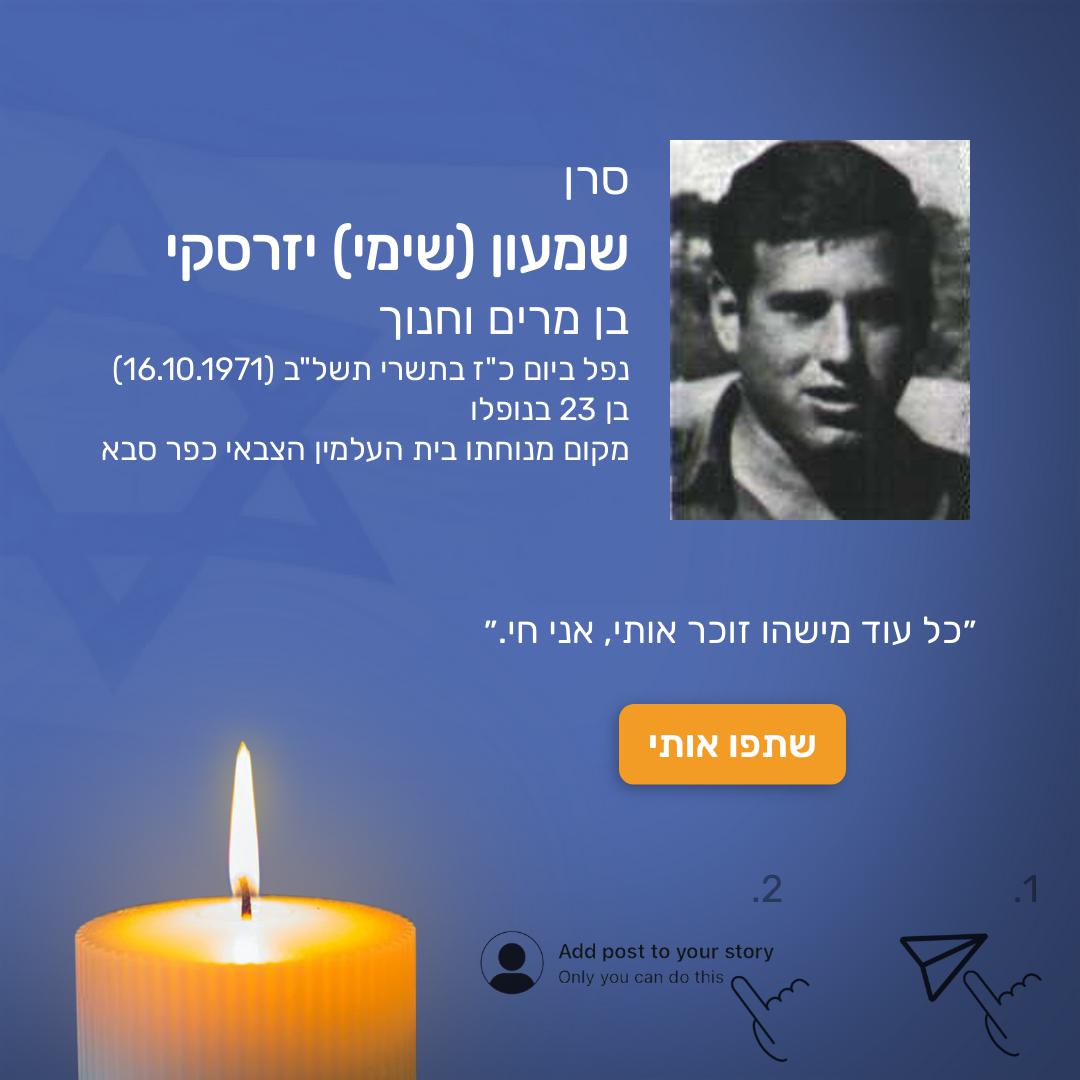 סרן
שמעון (שימי) יזרסקי
בן מרים וחנוך
נפל ביום כ"ז בתשרי תשל"ב (16.10.1971)
בן 23 בנופלו
מקום מנוחתו בית העלמין הצבאי כפר סבא
״כל עוד מישהו זוכר אותי, אני חי.״
שתפו אותי
1.
2.
Add post to your story
Only you can do this